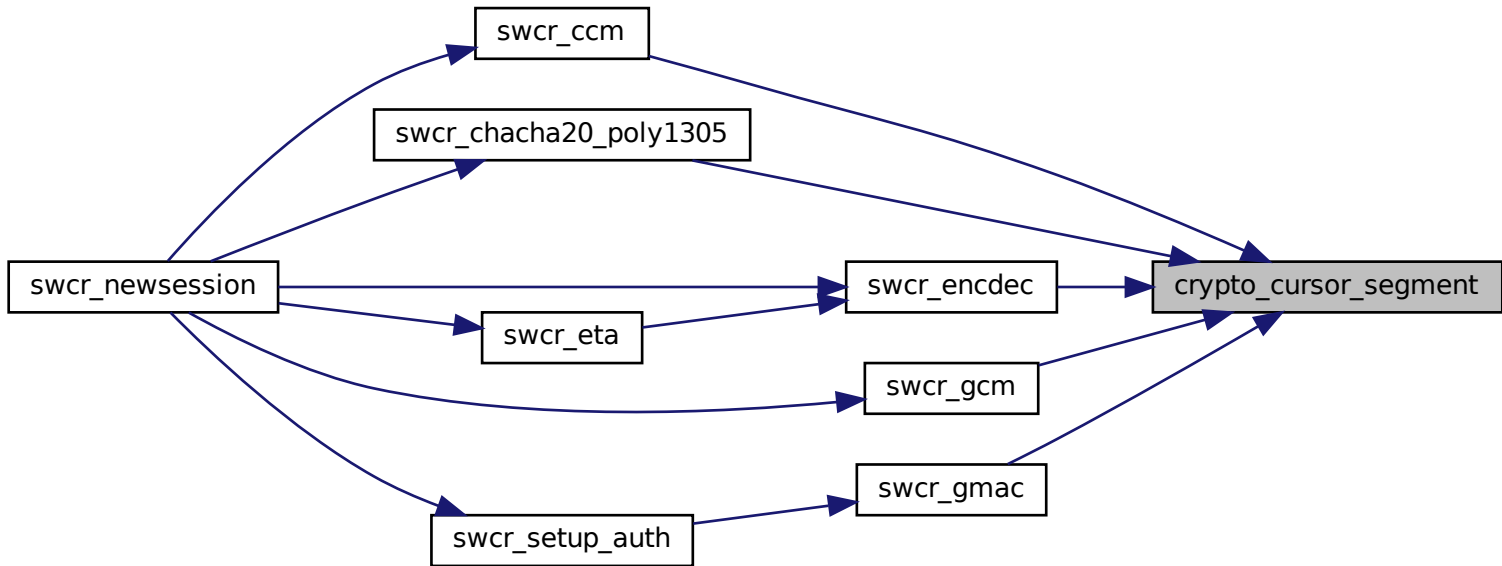 swcr_ccm
swcr_chacha20_poly1305
swcr_newsession
swcr_encdec
crypto_cursor_segment
swcr_eta
swcr_gcm
swcr_gmac
swcr_setup_auth